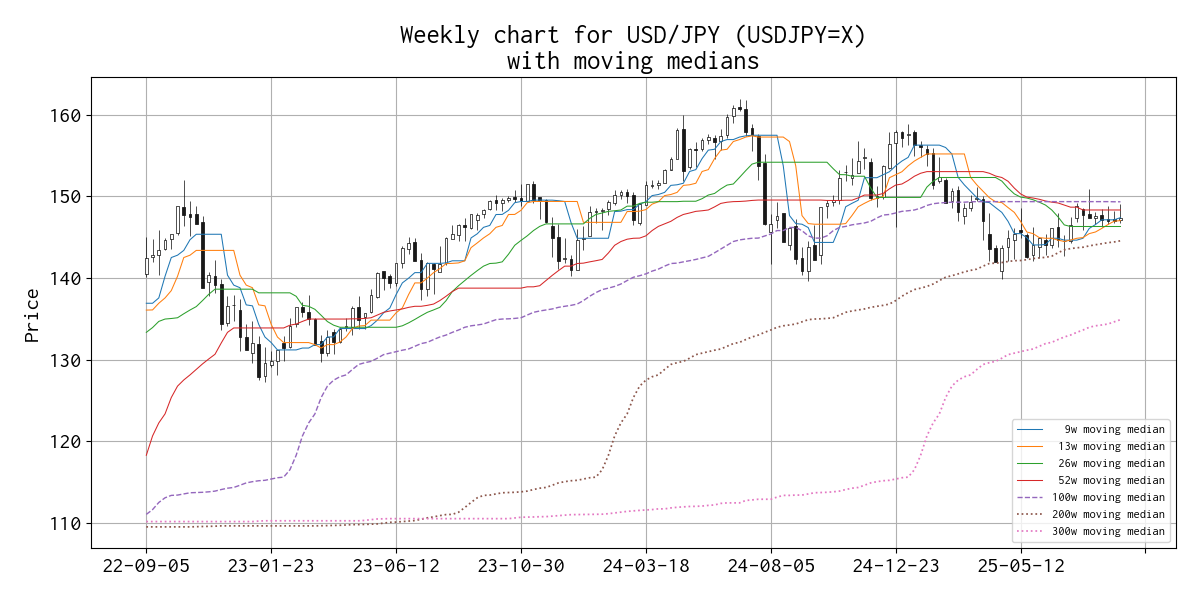 Weekly chart for USD/JPY (USDJPY=X)
with moving medians
Price
160
150
140
130
120
110
22-09-05
23-01-23
23-06-12
23-10-30
24-03-18
24-08-05
24-12-23
25-05-12
9w moving median
13w moving median
26w moving median
52w moving median
100w moving median
200w moving median
300w moving median